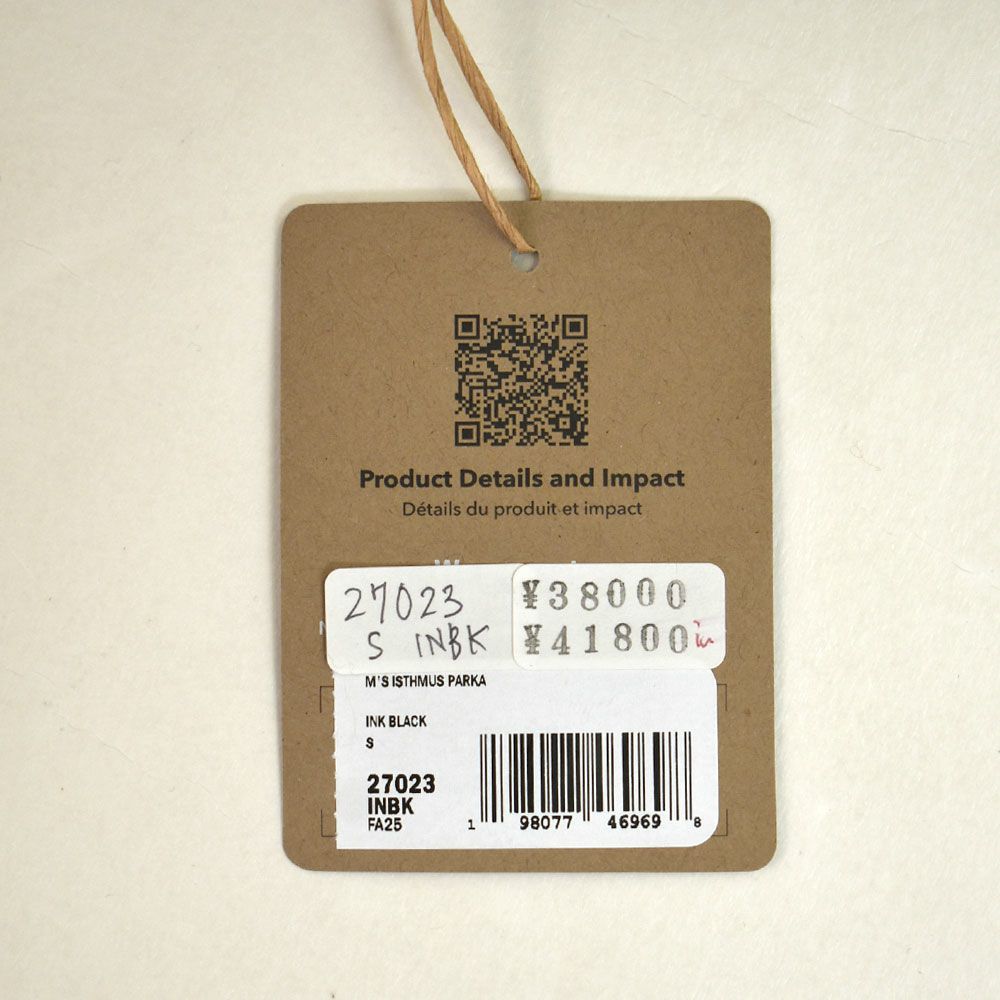 Product Details and Impact
Détails du produit et impact
27023
S INBK
¥38000
¥41800
M'S ISTHMUS PARKA
INK BLACK
S
27023
INBK
FA25
1 98077 46969 8